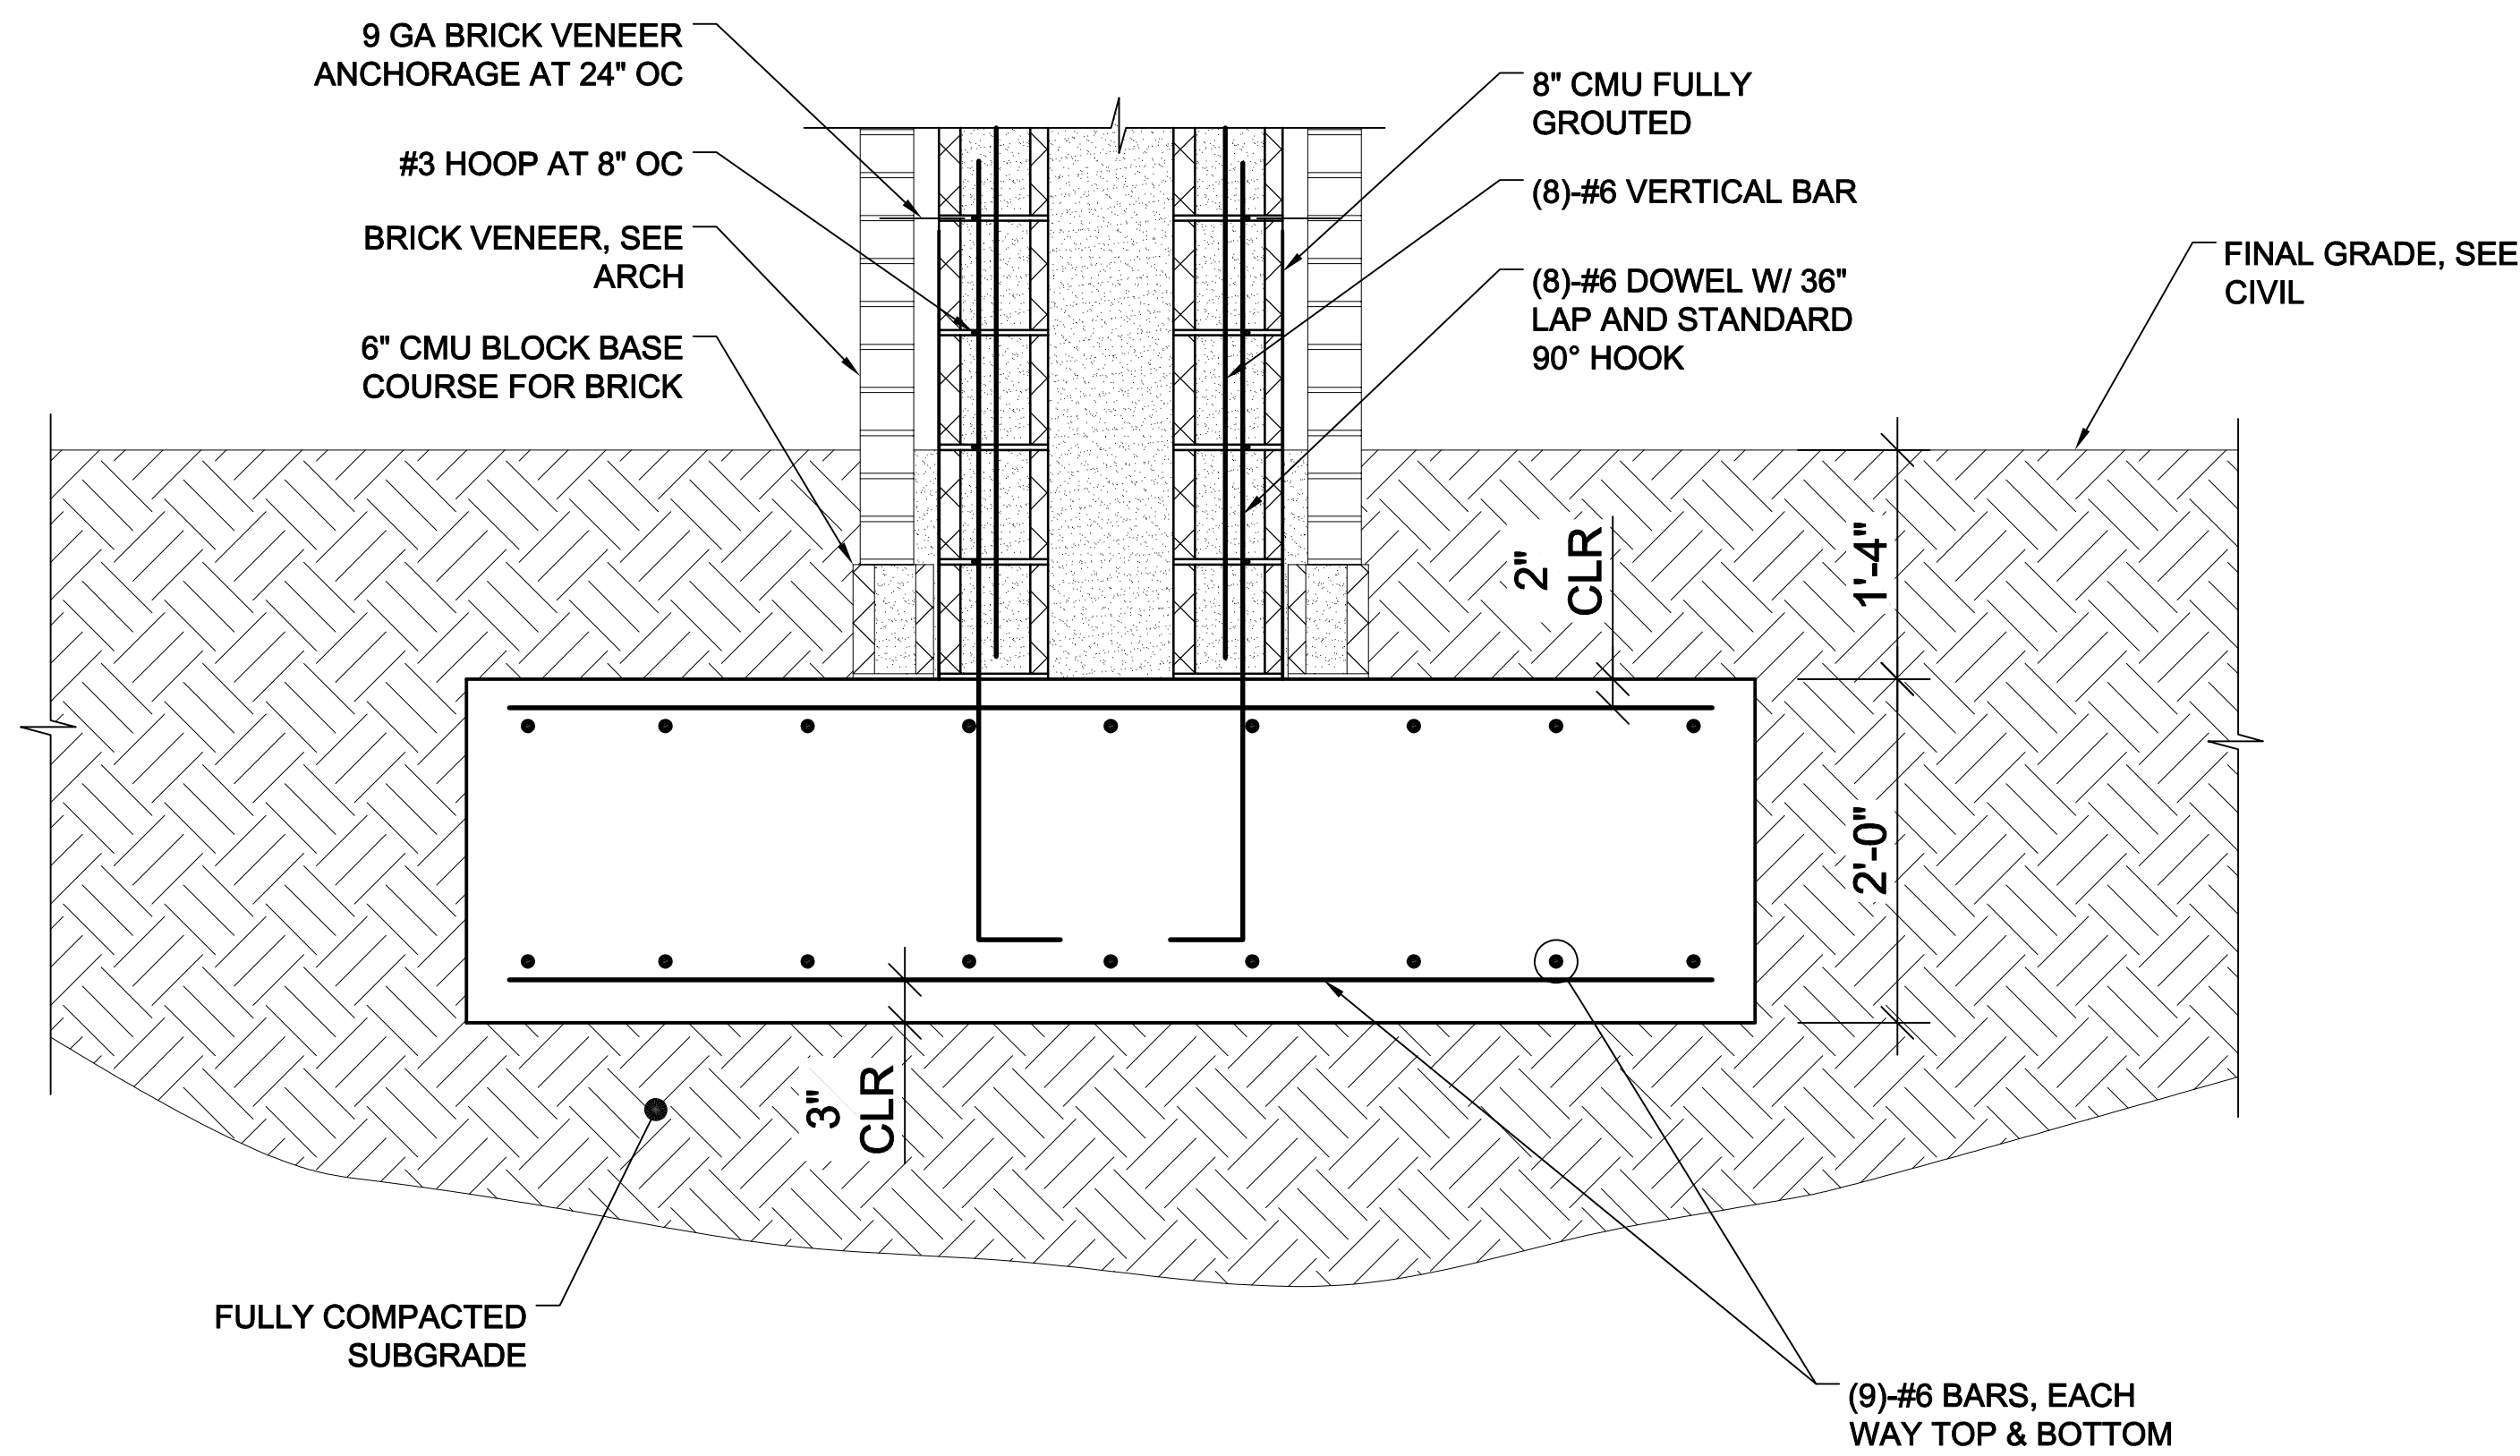 9 GA BRICK VENEER
ANCHORAGE AT 24" OC
#3 HOOP AT 8" OC
BRICK VENEER, SEE
ARCH
6" CMU BLOCK BASE
COURSE FOR BRICK
8" CMU FULLY
GROUTED
(8)-#6 VERTICAL BAR
(8)-#6 DOWEL W/ 36"
LAP AND STANDARD
90° HOOK
FINAL GRADE, SEE
CIVIL
2"
CLR
1'-4"
2'-0"
3"
CLR
FULLY COMPACTED
SUBGRADE
(9)-#6 BARS, EACH
WAY TOP & BOTTOM